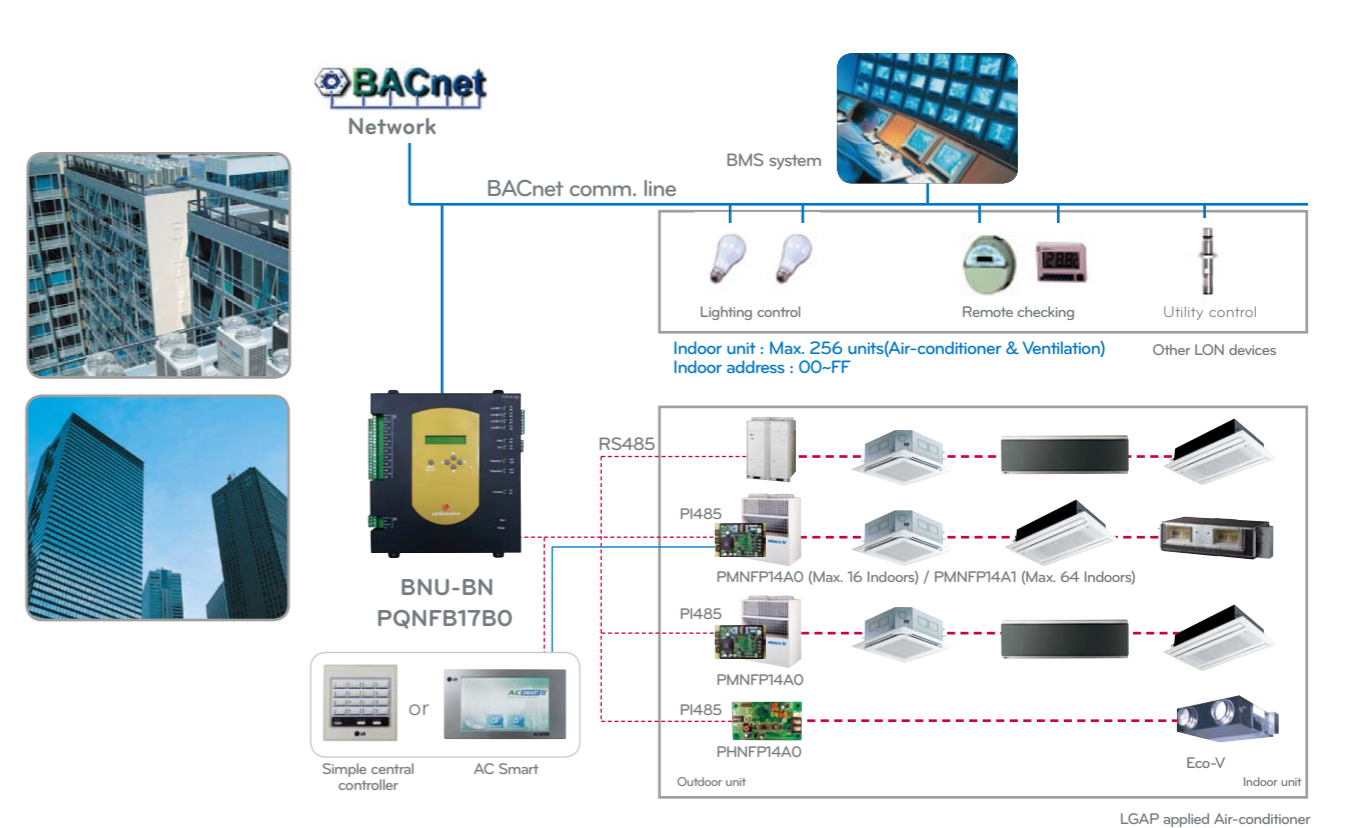 BACnet
Network
BMS system
BACnet comm. line
Lighting control
Remote checking
Utility control
Indoor unit : Max. 256 units(Air-conditioner & Ventilation)
Indoor address : 00~FF
Other LON devices
RS485
PI485
PMNFP14A0 (Max. 16 Indoors) / PMNFP14A1 (Max. 64 Indoors)
BNU-BN
PQNFB17B0
PI485
PMNFP14A0
or
LG
LG
PI485
PHNFP14A0
Eco-V
Simple central
controller
AC Smart
Outdoor unit
Indoor unit
LGAP applied Air-conditioner